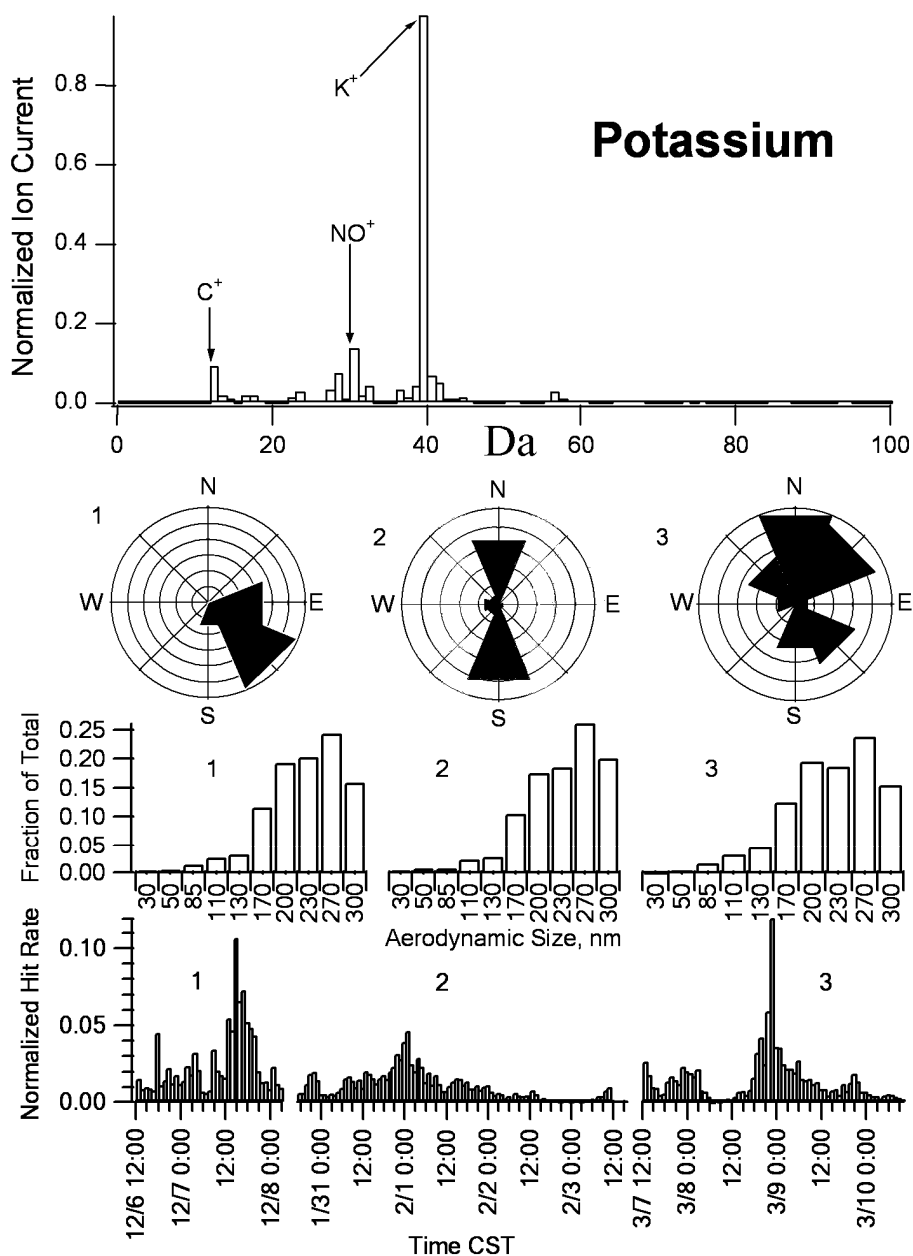 Normalized Ion Current
0.8
0.6
0.4
0.2
0.0
K⁺
NO⁺
C⁺
Potassium
0 20 40 60 80 100
Da
1 N W E S
2 N W E S
3 N W E S
Fraction of Total
0.25
0.20
0.15
0.10
0.05
0.00
1 2 3
30 50 85 110 130 170 200 230 270 300
30 50 85 110 130 170 200 230 270 300
30 50 85 110 130 170 200 230 270 300
Aerodynamic Size, nm
Normalized Hit Rate
0.10
0.05
0.00
1 2 3
12/6 12:00
12/7 0:00
12:00
12/8 0:00
1/31 0:00
12:00
2/1 0:00
12:00
2/2 0:00
12:00
2/3 0:00
12:00
3/7 12:00
3/8 0:00
12:00
3/9 0:00
12:00
3/10 0:00
Time CST